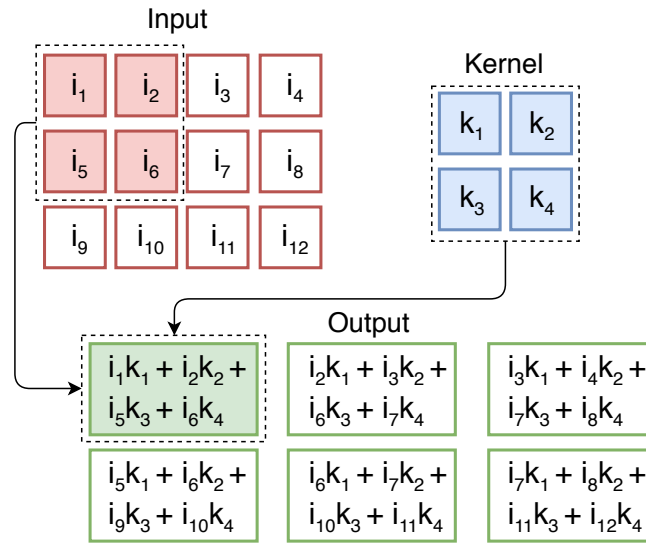 Input
i₁ i₂ i₃ i₄
i₅ i₆ i₇ i₈
i₉ i₁₀ i₁₁ i₁₂
Kernel
k₁ k₂
k₃ k₄
Output
i₁k₁ + i₂k₂ +
i₅k₃ + i₆k₄
i₂k₁ + i₃k₂ +
i₆k₃ + i₇k₄
i₃k₁ + i₄k₂ +
i₇k₃ + i₈k₄
i₅k₁ + i₆k₂ +
i₉k₃ + i₁₀k₄
i₆k₁ + i₇k₂ +
i₁₀k₃ + i₁₁k₄
i₇k₁ + i₈k₂ +
i₁₁k₃ + i₁₂k₄